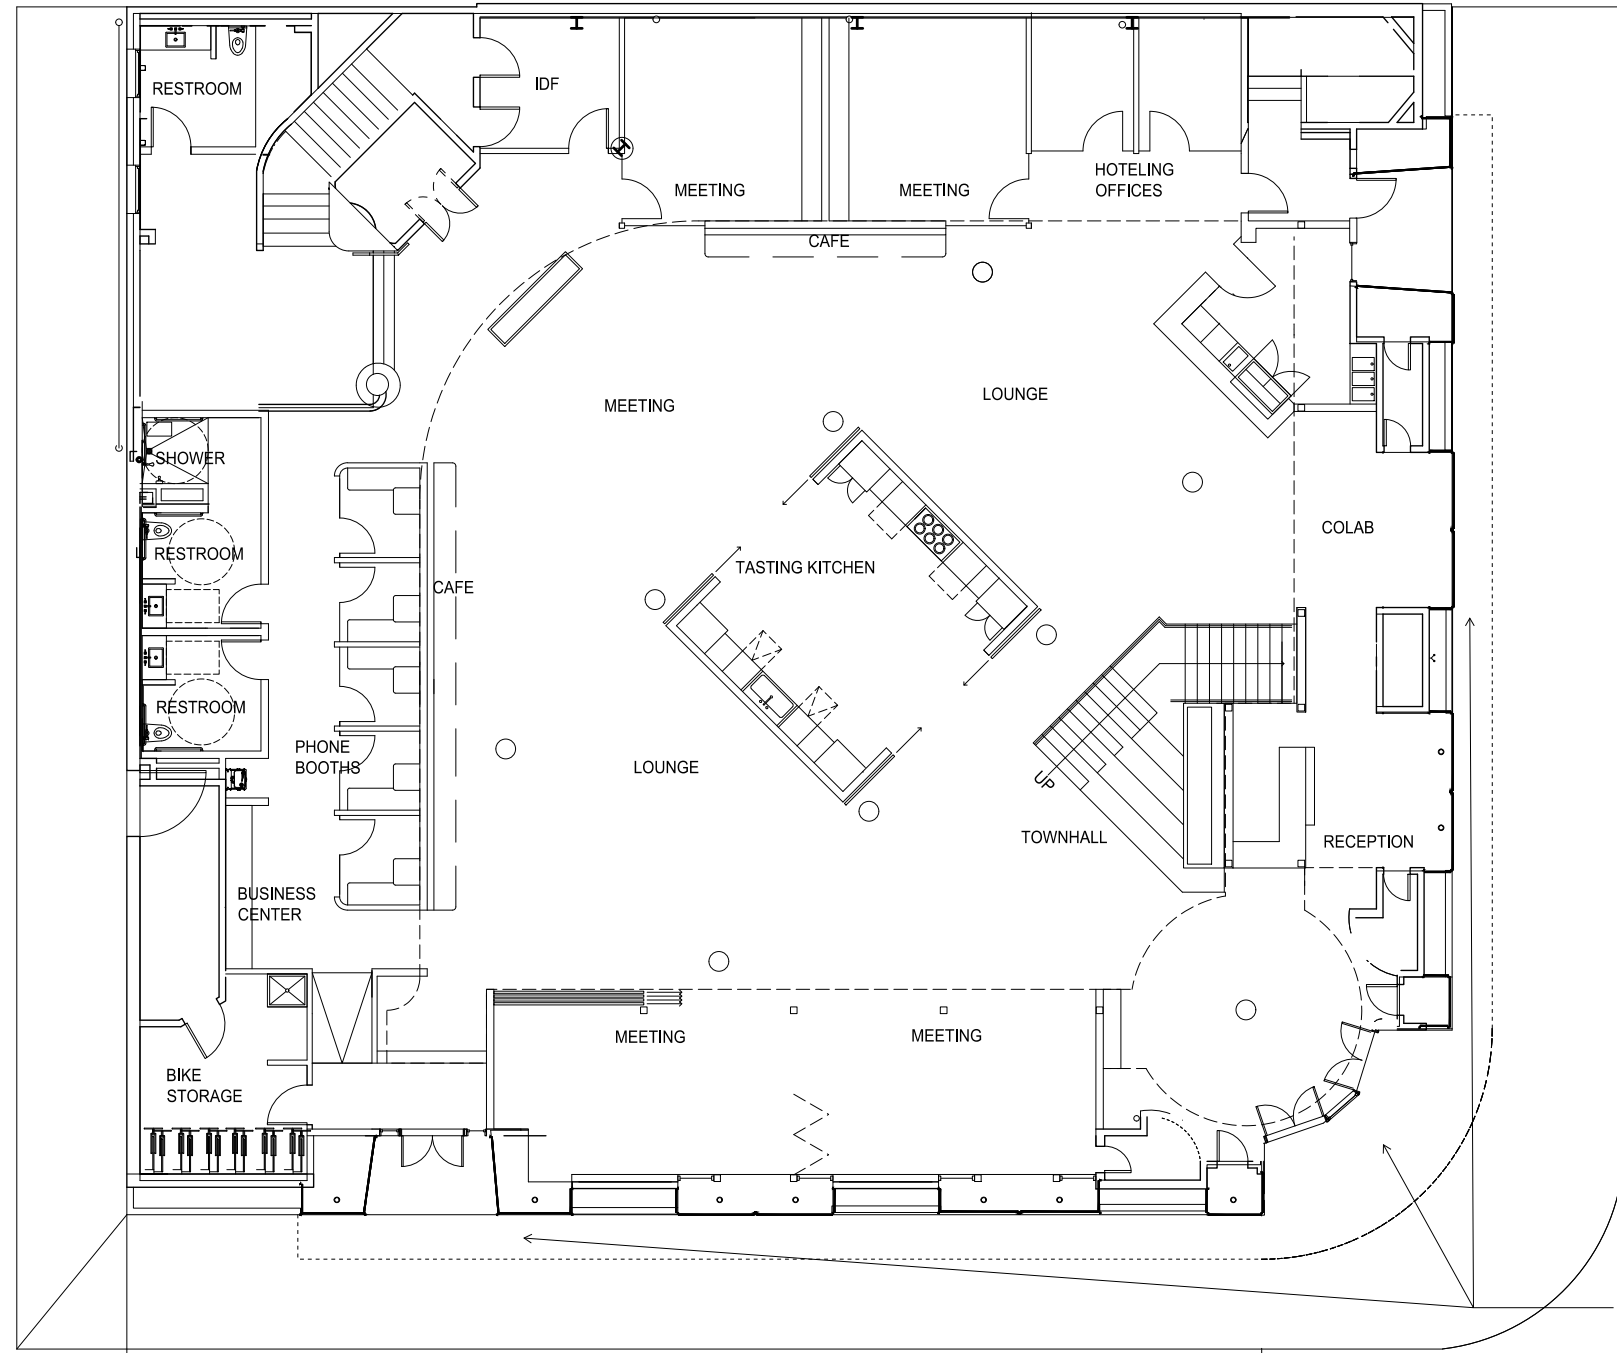 RESTROOM
IDF
MEETING
MEETING
HOTELING
OFFICES
CAFE
MEETING
LOUNGE
SHOWER
COLAB
RESTROOM
TASTING KITCHEN
CAFE
RESTROOM
PHONE
BOOTHS
LOUNGE
UP
TOWNHALL
RECEPTION
BUSINESS
CENTER
MEETING
MEETING
BIKE
STORAGE